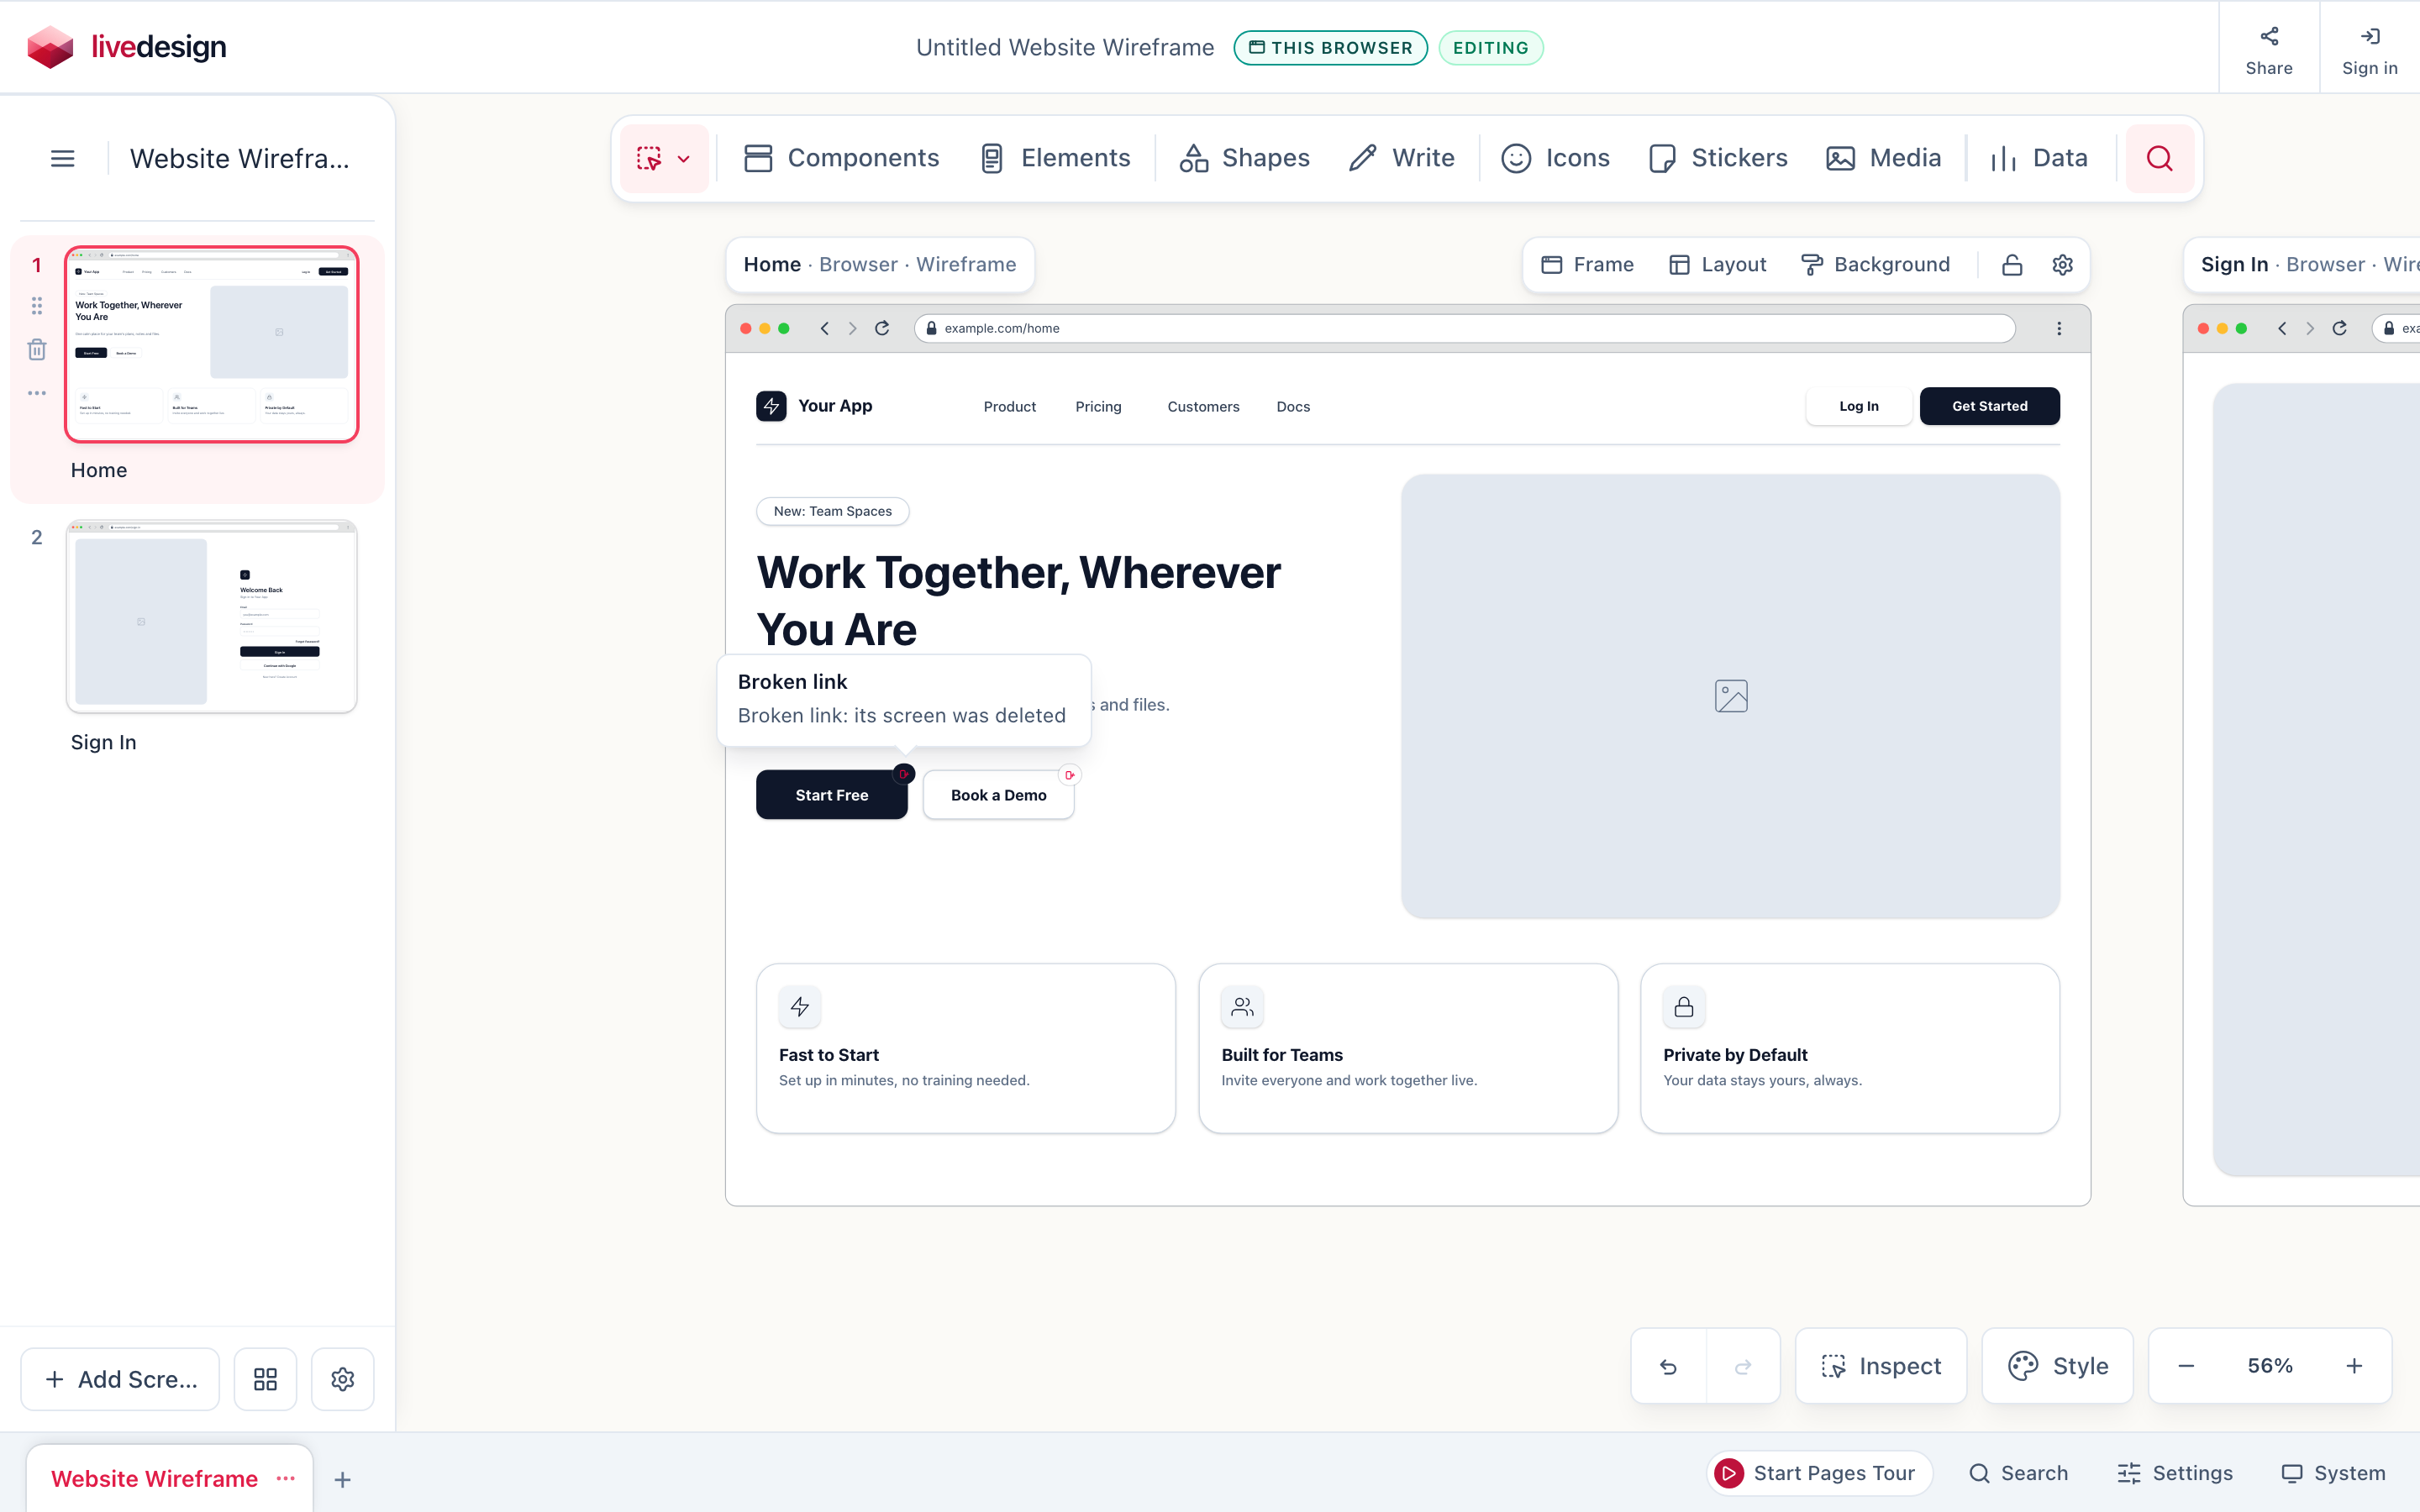 livedesign
Untitled Website Wireframe
THIS BROWSER
EDITING
Share
Sign in
Website Wirefra...
Components
Elements
Shapes
Write
Icons
Stickers
Media
Data
1
Home
2
Welcome Back
Sign In
Home · Browser · Wireframe
Frame
Layout
Background
Sign In · Browser · Wire
example.com/home
exa
Your App
Product
Pricing
Customers
Docs
Log In
Get Started
New: Team Spaces
Work Together, Wherever
You Are
Broken link
Broken link: its screen was deleted
s and files.
Start Free
Book a Demo
Fast to Start
Set up in minutes, no training needed.
Built for Teams
Invite everyone and work together live.
Private by Default
Your data stays yours, always.
Add Scre...
Inspect
Style
56%
Website Wireframe
Start Pages Tour
Search
Settings
System